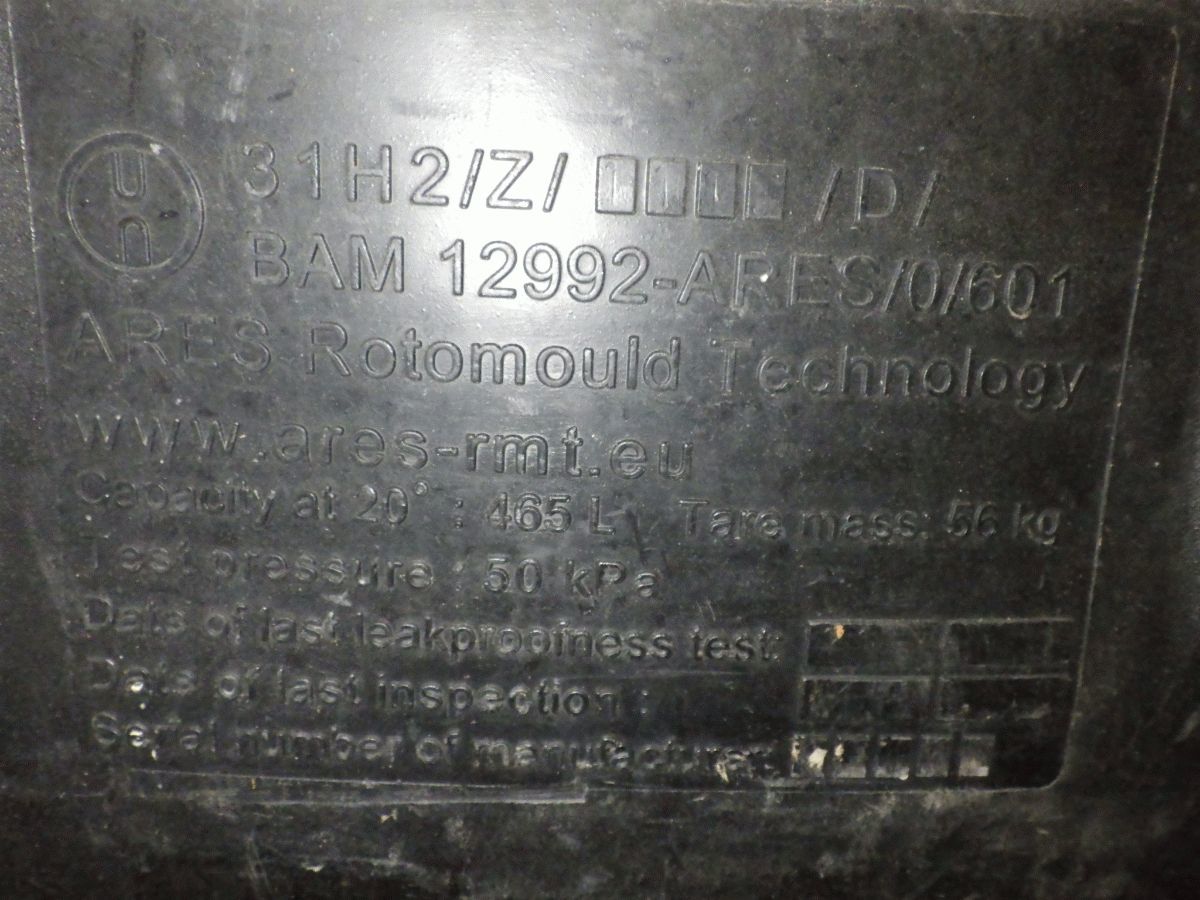 un 31H2/Z/ /D/
BAM 12992-ARES/0/601
ARES Rotomould Technology
www.ares-rmt.eu
Capacity at 20° : 465 L Tare mass: 56 kg
Test pressure : 50 kPa
Date of last leakproofness test:
Date of last inspection :
Serial number of manufacturer: